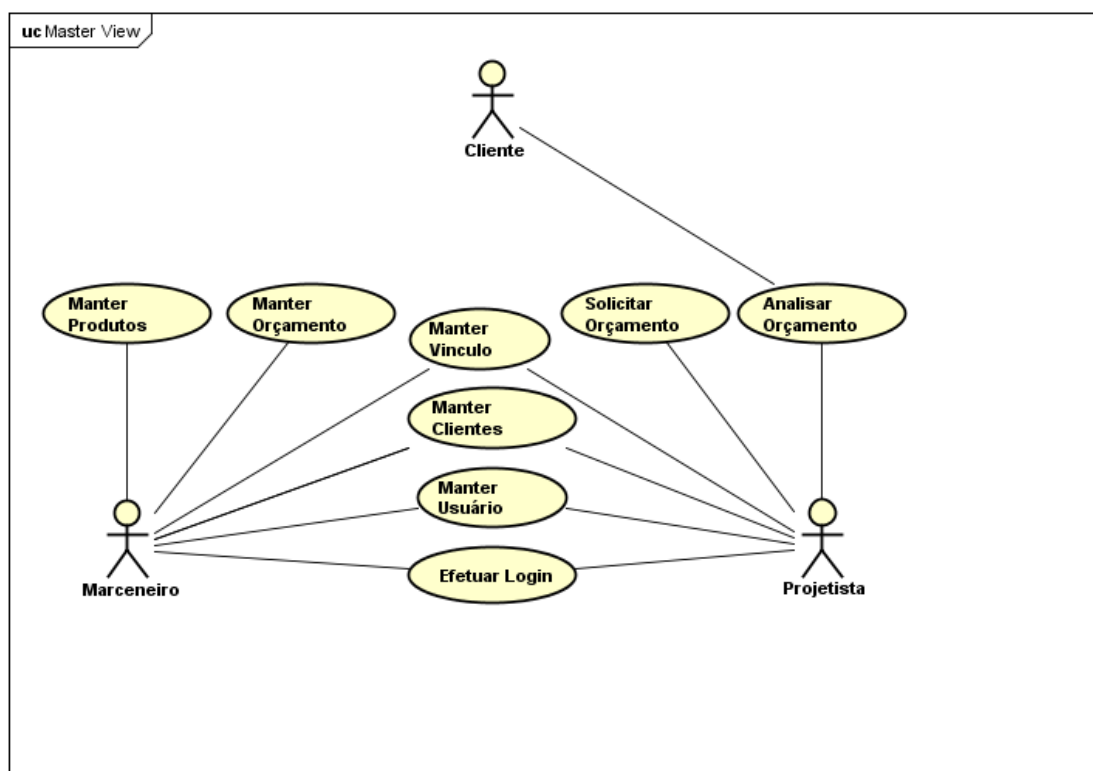 uc Master View
Cliente
Manter
Produtos
Manter
Orçamento
Manter
Vinculo
Solicitar
Orçamento
Analisar
Orçamento
Manter
Clientes
Manter
Usuário
Efetuar Login
Marceneiro
Projetista